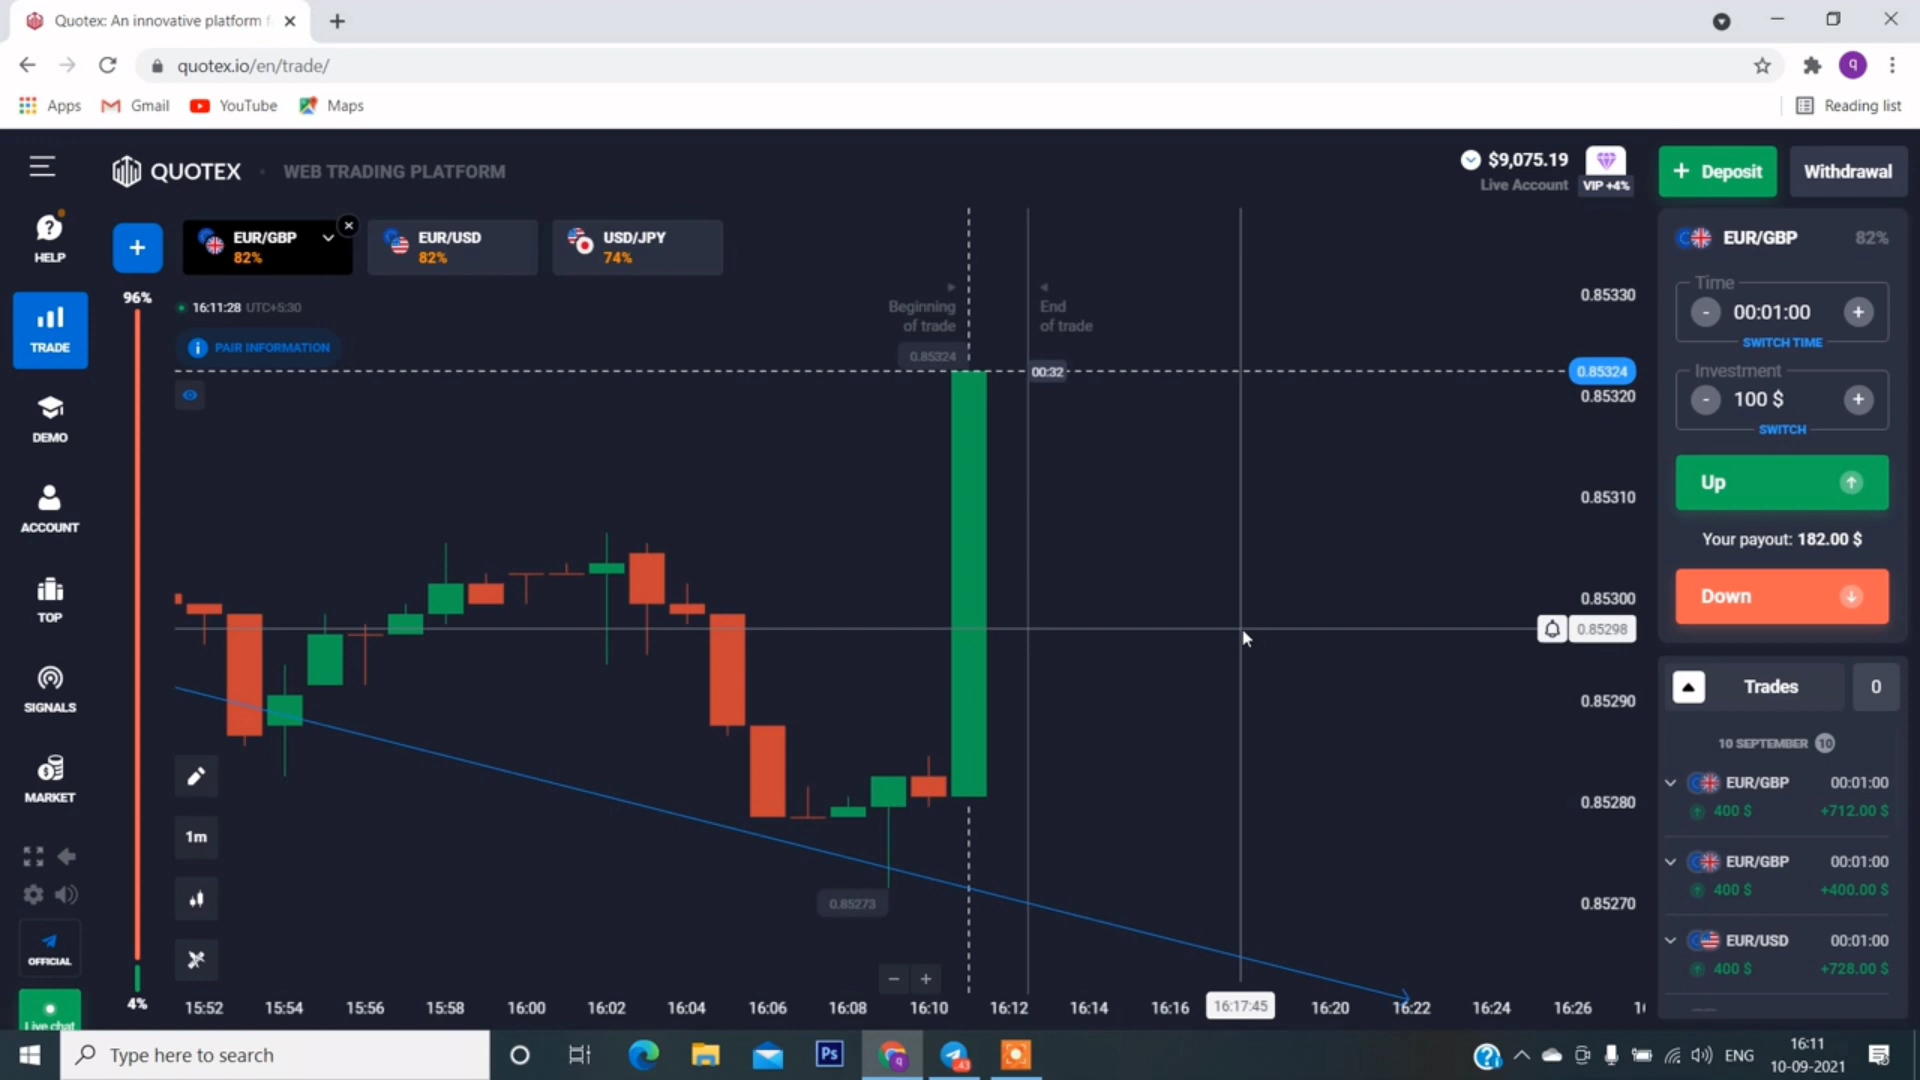 Quotex: An innovative platform f
quotex.io/en/trade/
q
Apps
Gmail
YouTube
Maps
Reading list
QUOTEX
WEB TRADING PLATFORM
$9,075.19
Live Account
VIP +4%
+ Deposit
Withdrawal
HELP
TRADE
DEMO
ACCOUNT
TOP
SIGNALS
MARKET
OFFICIAL
Live chat
+
EUR/GBP
82%
EUR/USD
82%
USD/JPY
74%
96%
4%
16:11:28 UTC+5:30
PAIR INFORMATION
Beginning
of trade
End
of trade
0.85324
00:32
0.85273
1m
0.85330
0.85324
0.85320
0.85310
0.85300
0.85298
0.85290
0.85280
0.85270
15:52
15:54
15:56
15:58
16:00
16:02
16:04
16:06
16:08
16:10
16:12
16:14
16:16
16:17:45
16:20
16:22
16:24
16:26
EUR/GBP
82%
Time
- 00:01:00 +
SWITCH TIME
Investment
- 100 $ +
SWITCH
Up
Your payout: 182.00 $
Down
Trades
0
10 SEPTEMBER 10
EUR/GBP 00:01:00
400 $ +712.00 $
EUR/GBP 00:01:00
400 $ +400.00 $
EUR/USD 00:01:00
400 $ +728.00 $
Type here to search
Ps
q
43
ENG
16:11
10-09-2021